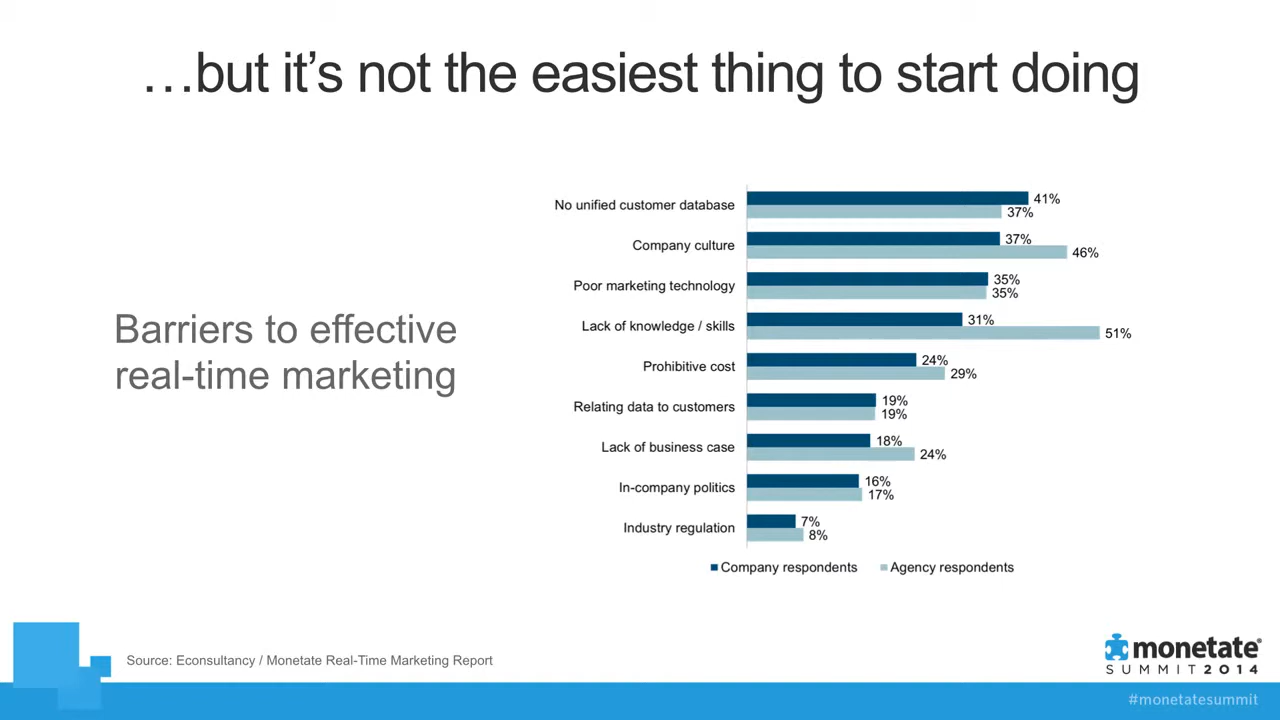 …but it’s not the easiest thing to start doing
Barriers to effective
real-time marketing
No unified customer database 41%
37%
Company culture 37%
46%
Poor marketing technology 35%
35%
Lack of knowledge / skills 31%
51%
Prohibitive cost 24%
29%
Relating data to customers 19%
19%
Lack of business case 18%
24%
In-company politics 16%
17%
Industry regulation 7%
8%
Company respondents Agency respondents
Source: Econsultancy / Monetate Real-Time Marketing Report
monetate®
SUMMIT2014
#monetatesummit